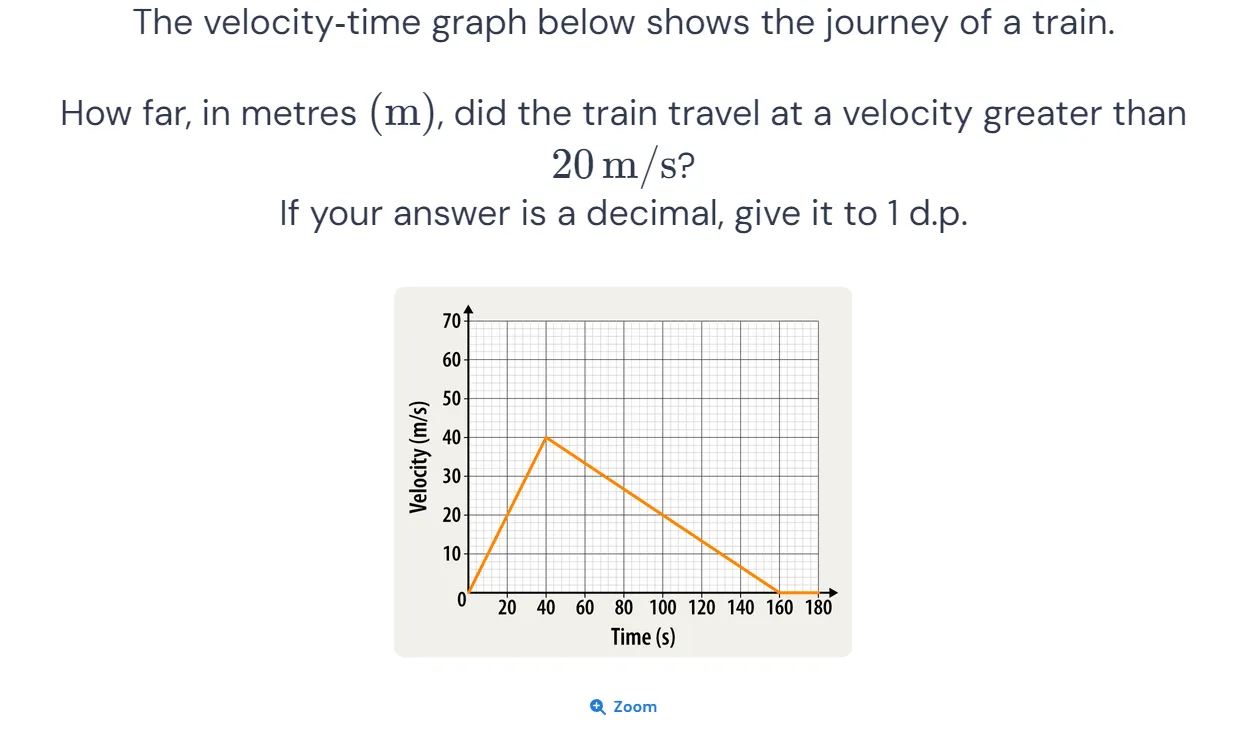 The velocity-time graph below shows the journey of a train.
How far, in metres (m), did the train travel at a velocity greater than
20 m/s?
If your answer is a decimal, give it to 1 d.p.
70
60
50
40
30
20
10
0
Velocity (m/s)
20 40 60 80 100 120 140 160 180
Time (s)
Zoom